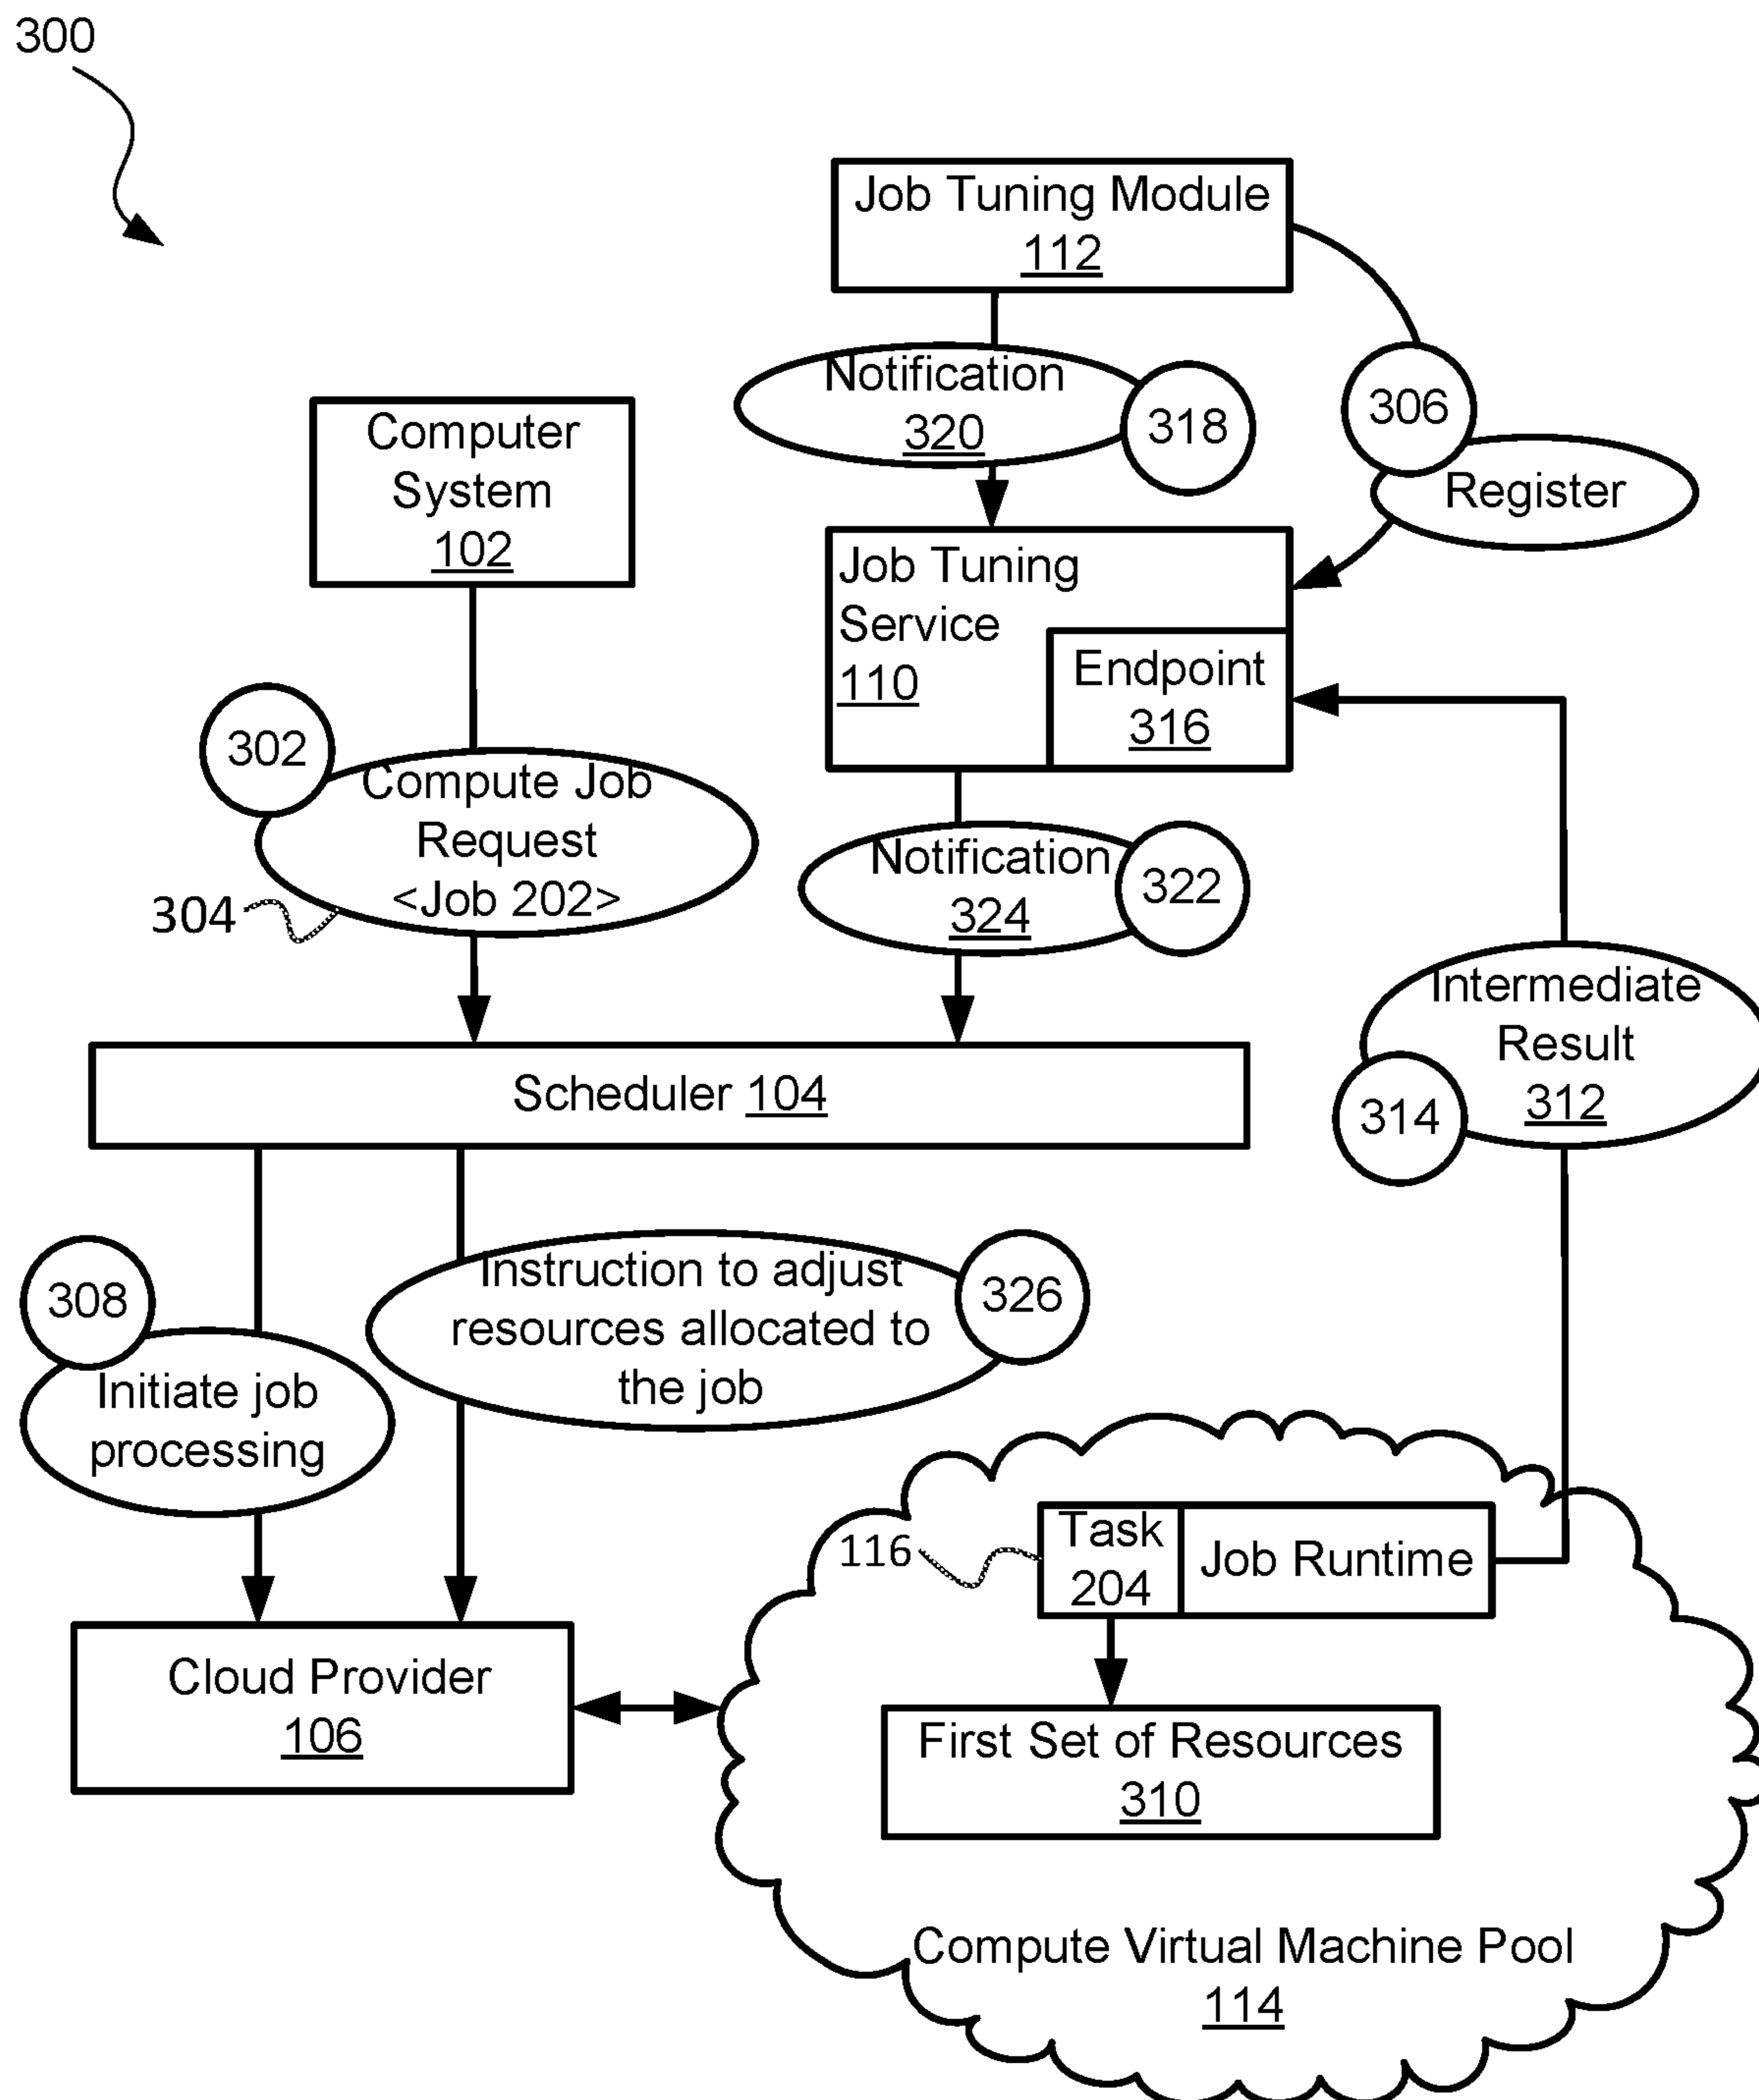 300
Job Tuning Module
112
Notification
320
318
306
Register
Computer
System
102
Job Tuning
Service
110
Endpoint
316
302
Compute Job
Request
<Job 202>
304
Notification
324
322
Intermediate
Result
312
314
Scheduler 104
308
Initiate job
processing
Instruction to adjust
resources allocated to
the job
326
116
Task
204
Job Runtime
Cloud Provider
106
First Set of Resources
310
Compute Virtual Machine Pool
114